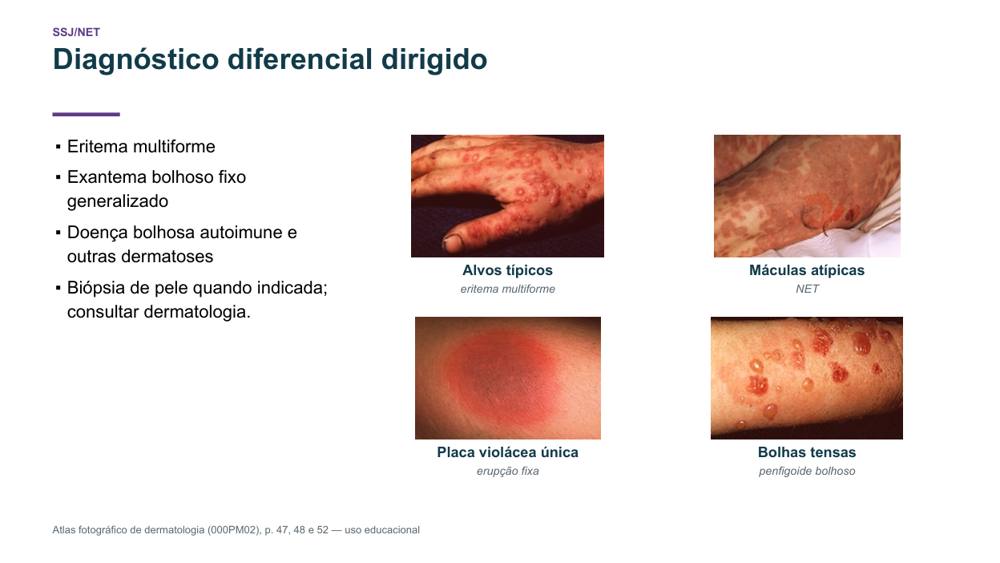 SSJ/NET
Diagnóstico diferencial dirigido
▪ Eritema multiforme
▪ Exantema bolhoso fixo
generalizado
▪ Doença bolhosa autoimune e
outras dermatoses
▪ Biópsia de pele quando indicada;
consultar dermatologia.
Alvos típicos
eritema multiforme
Máculas atípicas
NET
Placa violácea única
erupção fixa
Bolhas tensas
penfigoide bolhoso
Atlas fotográfico de dermatologia (000PM02), p. 47, 48 e 52 — uso educacional